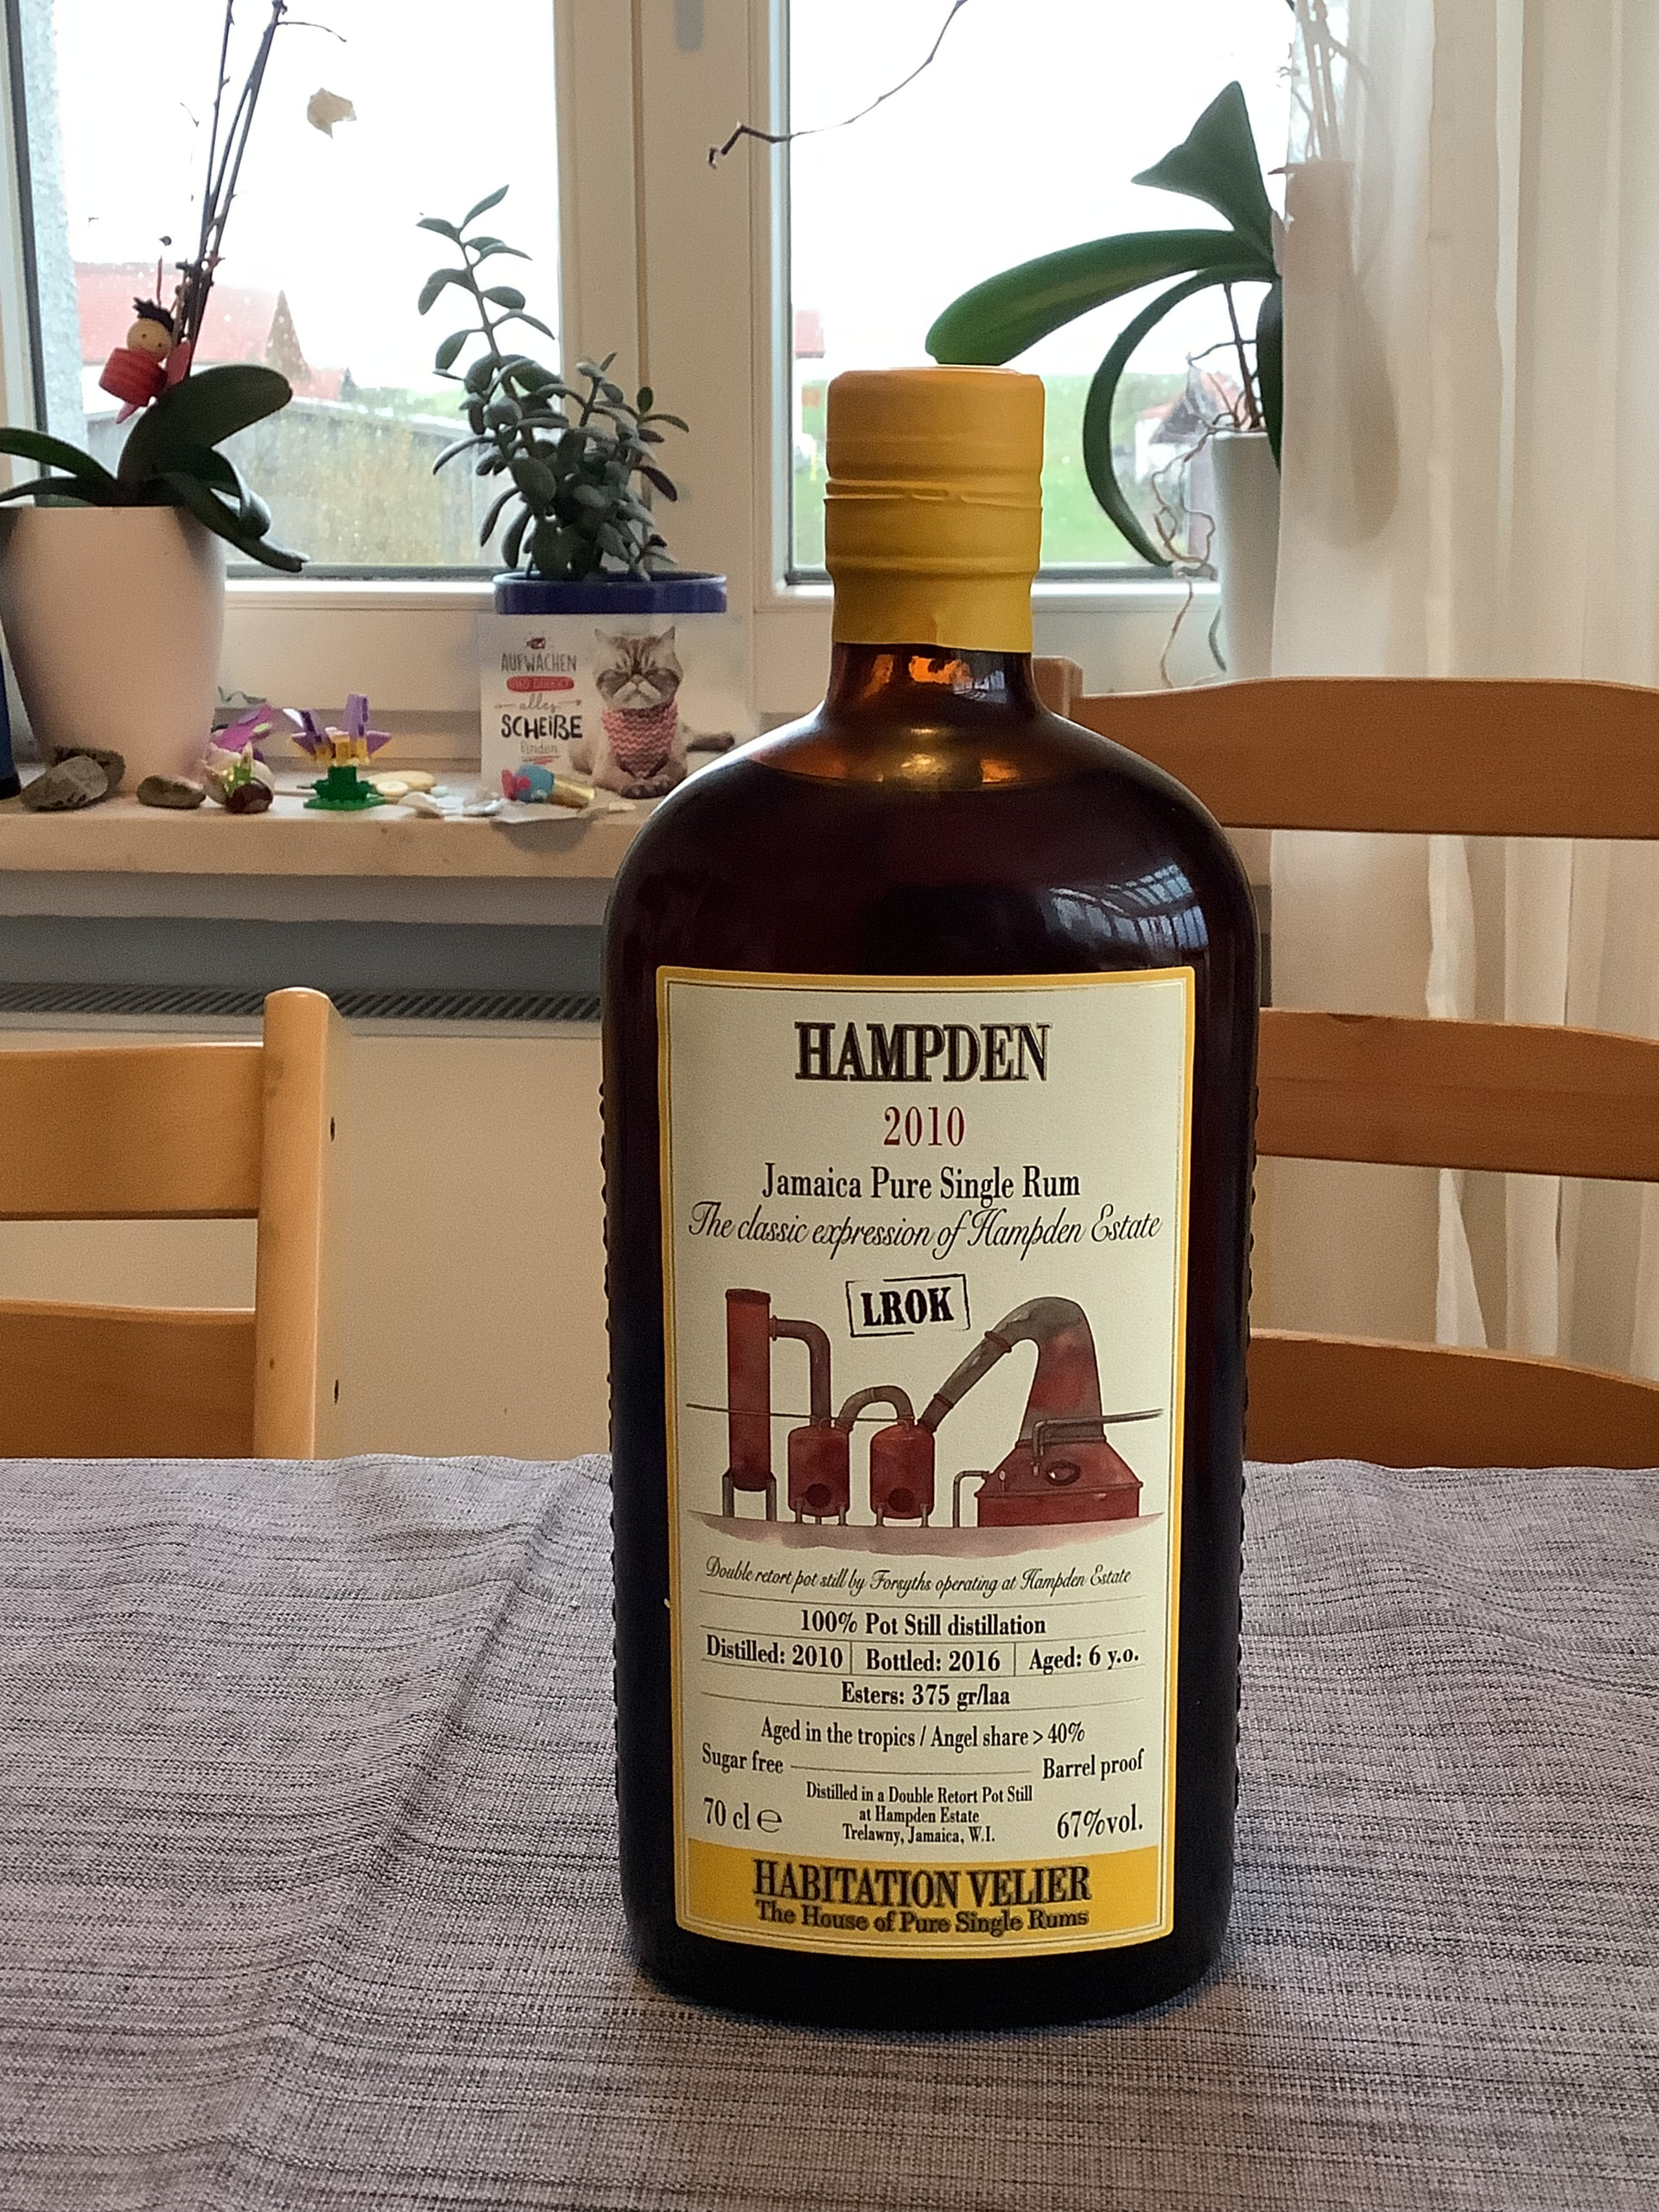 AUFWACHEN
UND DIREKT
alles
SCHEIßE
finden
HAMPDEN
2010
Jamaica Pure Single Rum
The classic expression of Hampden Estate
LROK
Double retort pot still by Forsyths operating at Hampden Estate
100% Pot Still distillation
Distilled: 2010 Bottled: 2016 Aged: 6 y.o.
Esters: 375 gr/laa
Aged in the tropics / Angel share > 40%
Sugar free Barrel proof
Distilled in a Double Retort Pot Still
at Hampden Estate
Trelawny, Jamaica, W.I.
70 cl ℮ 67%vol.
HABITATION VELIER
The House of Pure Single Rums